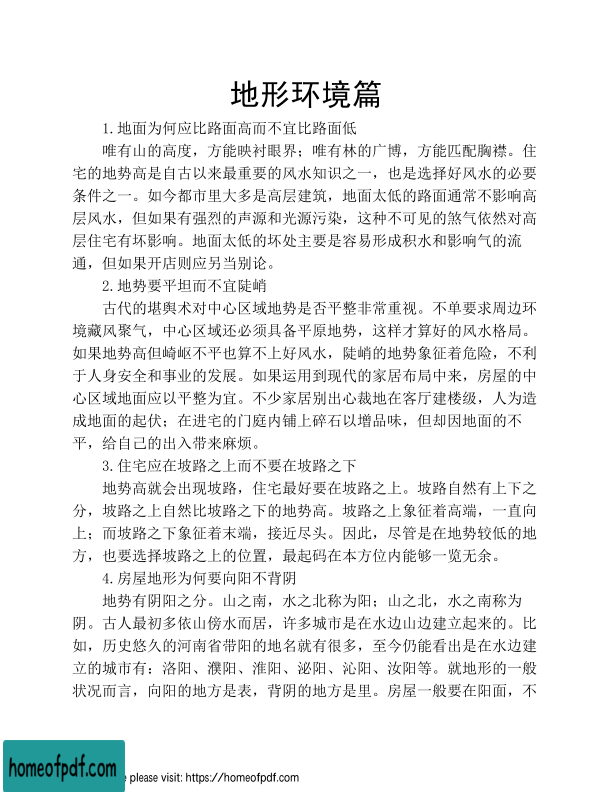 地形环境篇
1.地面为何应比路面高而不宜比路面低
唯有山的高度，方能映衬眼界；唯有林的广博，方能匹配胸襟。住
宅的地势高是自古以来最重要的风水知识之一，也是选择好风水的必要
条件之一。如今都市里大多是高层建筑，地面太低的路面通常不影响高
层风水，但如果有强烈的声源和光源污染，这种不可见的煞气依然对高
层住宅有坏影响。地面太低的坏处主要是容易形成积水和影响气的流
通，但如果开店则应另当别论。
2.地势要平坦而不宜陡峭
古代的堪舆术对中心区域地势是否平整非常重视。不单要求周边环
境藏风聚气，中心区域还必须具备平原地势，这样才算好的风水格局。
如果地势高但崎岖不平也算不上好风水，陡峭的地势象征着危险，不利
于人身安全和事业的发展。如果运用到现代的家居布局中来，房屋的中
心区域地面应以平整为宜。不少家居别出心裁地在客厅建楼级，人为造
成地面的起伏；在进宅的门庭内铺上碎石以增品味，但却因地面的不
平，给自己的出入带来麻烦。
3.住宅应在坡路之上而不要在坡路之下
地势高就会出现坡路，住宅最好要在坡路之上。坡路自然有上下之
分，坡路之上自然比坡路之下的地势高。坡路之上象征着高端，一直向
上；而坡路之下象征着末端，接近尽头。因此，尽管是在地势较低的地
方，也要选择坡路之上的位置，最起码在本方位内能够一览无余。
4.房屋地形为何要向阳不背阴
地势有阴阳之分。山之南，水之北称为阳；山之北，水之南称为
阴。古人最初多依山傍水而居，许多城市是在水边山边建立起来的。比
如，历史悠久的河南省带阳的地名就有很多，至今仍能看出是在水边建
立的城市有：洛阳、濮阳、淮阳、泌阳、沁阳、汝阳等。就地形的一般
状况而言，向阳的地方是表，背阴的地方是里。房屋一般要在阳面，不
homeofpdf.com
please visit: https://homeofpdf.com